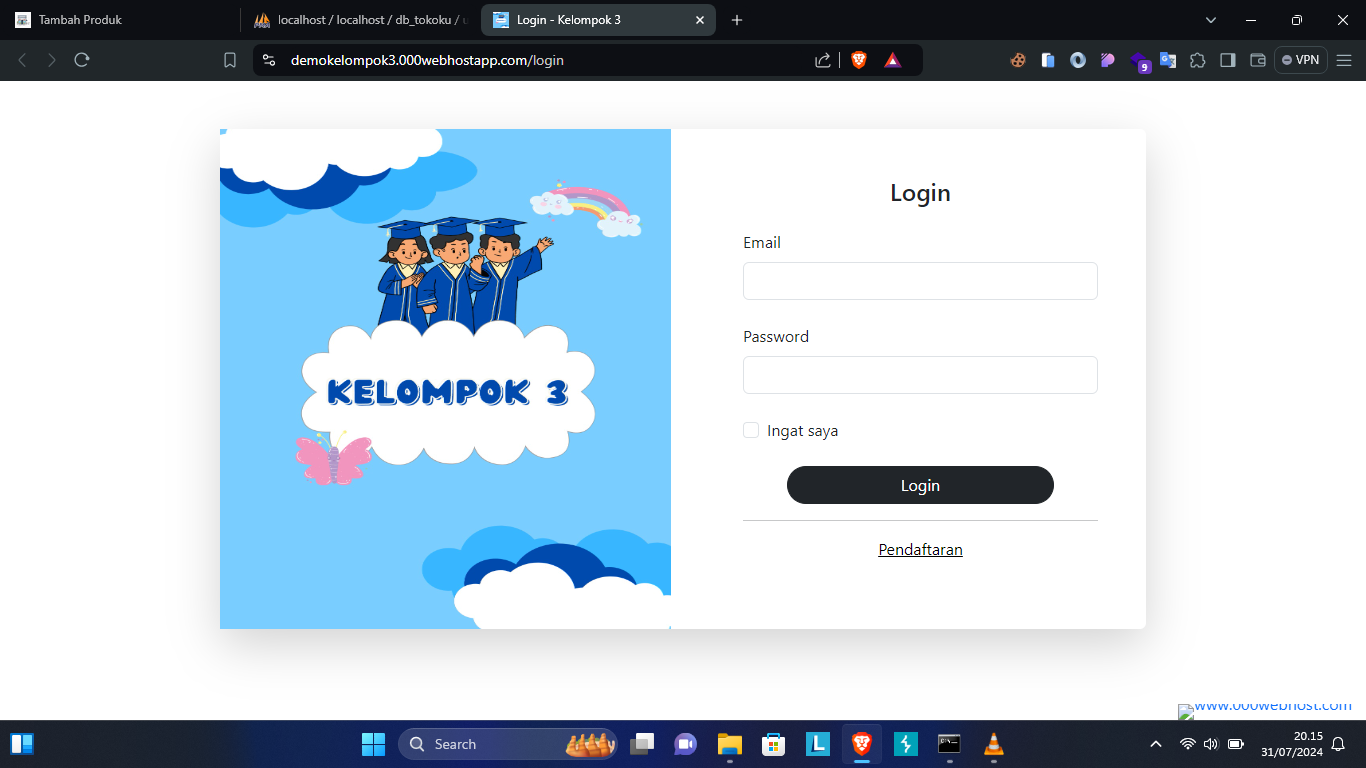 Tambah Produk
localhost / localhost / db_tokoku / u
Login - Kelompok 3
demokelompok3.000webhostapp.com/login
9
VPN
Login
Email
KELOMPOK 3
Password
Ingat saya
Login
Pendaftaran
www.000webhost.com
Search
20.15
31/07/2024